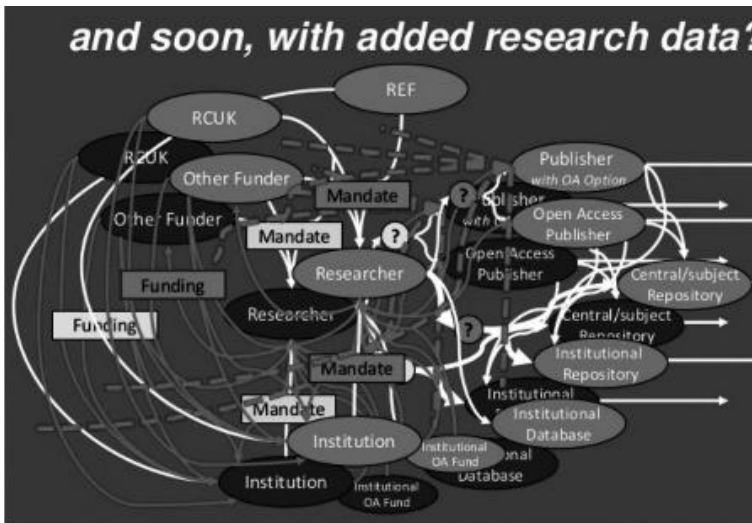 and soon, with added research data?
REF
RCUK
RCUK
Other Funder
Other Funder
Publisher
with OA Option
with
Mandate
Mandate
?
?
Open Access
Publisher
Open Access
Publisher
Researcher
Researcher
Funding
Funding
Central/subject
Repository
Central/subject
Repository
?
Institutional
Repository
Mandate
Mandate
Institutional
Institutional
Database
Institution
Institution
Institutional
OA Fund
Institutional
OA Fund
Database